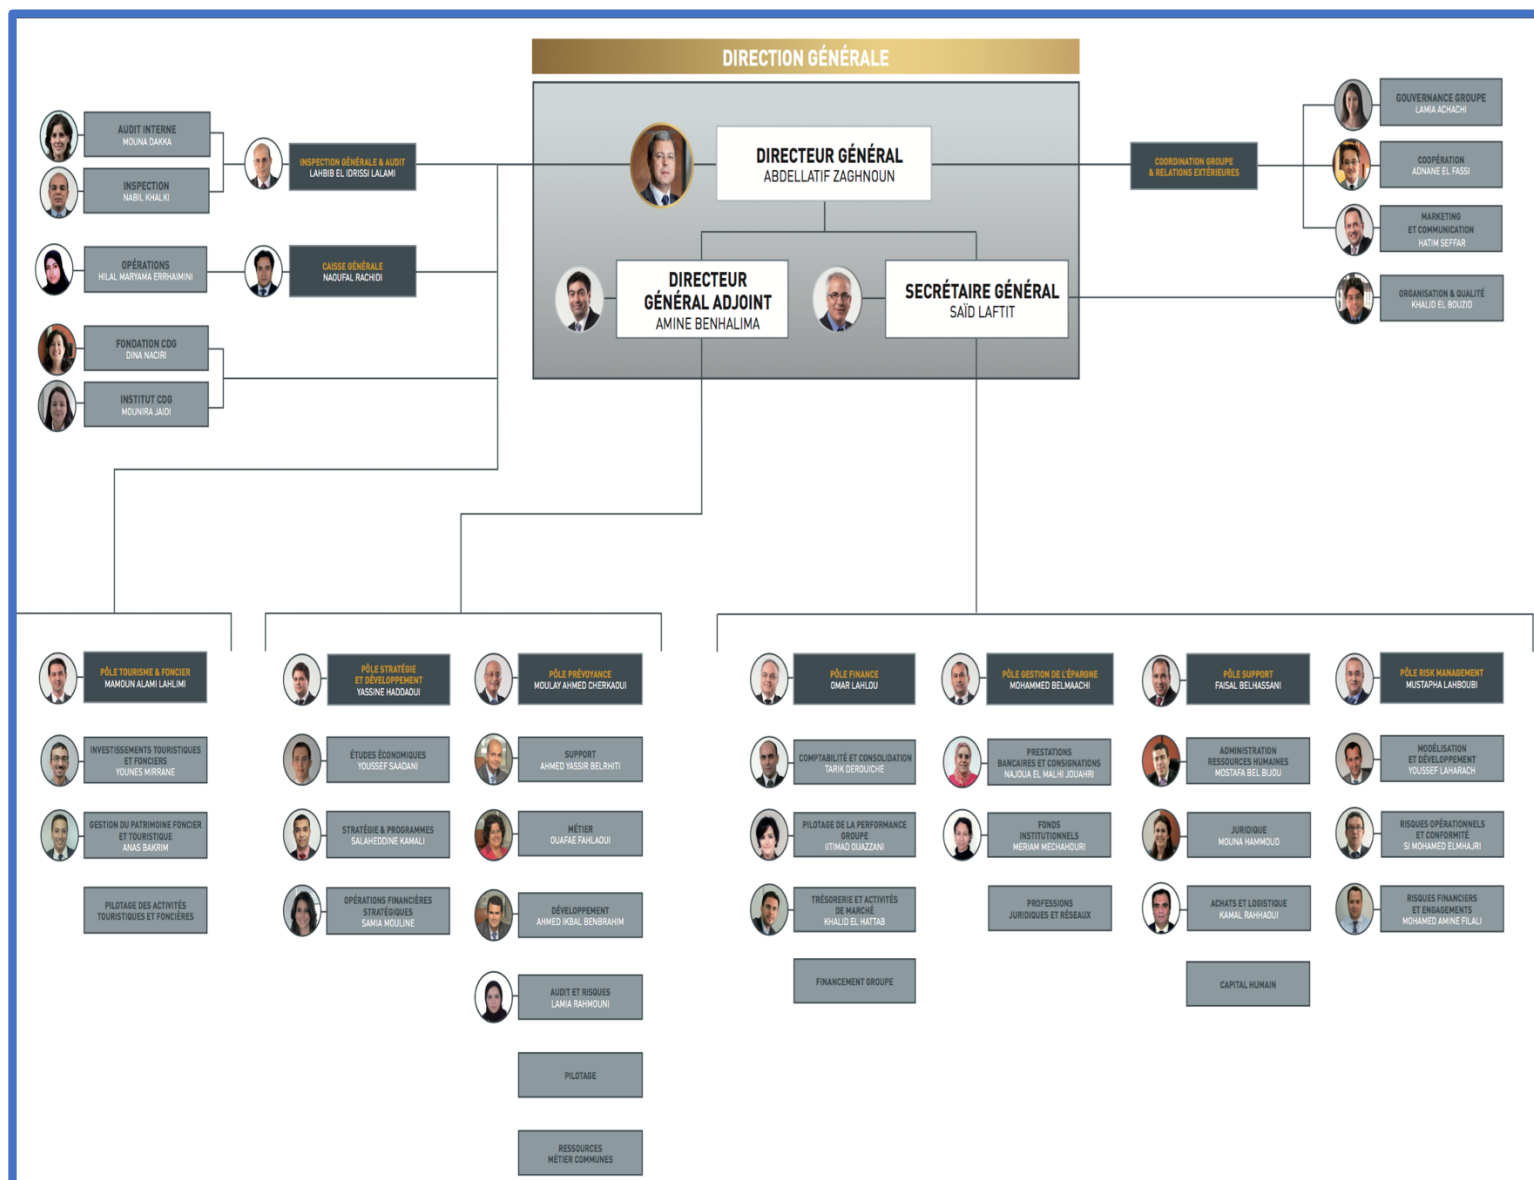 DIRECTION GÉNÉRALE
DIRECTEUR GÉNÉRAL
ABDELLATIF ZAGHNOUN
DIRECTEUR
GÉNÉRAL ADJOINT
AMINE BENHALIMA
SECRÉTAIRE GÉNÉRAL
SAÏD LAFTIT
AUDIT INTERNE
MOUNA DAKKA
INSPECTION
NABIL KHALKI
INSPECTION GÉNÉRALE & AUDIT
LAHBIB EL IDRISSI LALAMI
OPÉRATIONS
HILAL MARYAMA ERRHAIMINI
CAISSE GÉNÉRALE
NAOUFAL RACHIDI
FONDATION CDG
DINA NACIRI
INSTITUT CDG
MOUNIRA JAIDI
COORDINATION GROUPE
& RELATIONS EXTÉRIEURES
GOUVERNANCE GROUPE
LAMIA ACHACHI
COOPÉRATION
ADNANE EL FASSI
MARKETING
ET COMMUNICATION
HATIM SEFFAR
ORGANISATION & QUALITÉ
KHALID EL BOUZID
PÔLE TOURISME & FONCIER
MAMOUN ALAMI LAHLIMI
INVESTISSEMENTS TOURISTIQUES
ET FONCIERS
YOUNES MIRRANE
GESTION DU PATRIMOINE FONCIER
ET TOURISTIQUE
ANAS BAKRIM
PILOTAGE DES ACTIVITÉS
TOURISTIQUES ET FONCIÈRES
PÔLE STRATÉGIE
ET DÉVELOPPEMENT
YASSINE HADDAOUI
ÉTUDES ÉCONOMIQUES
YOUSSEF SAADANI
STRATÉGIE & PROGRAMMES
SALAHEDDINE KAMALI
OPÉRATIONS FINANCIÈRES
STRATÉGIQUES
SAMIA MOULINE
PÔLE PRÉVOYANCE
MOULAY AHMED CHERKAOUI
SUPPORT
AHMED YASSIR BELRHITI
MÉTIER
OUAFAE FAHLAOUI
DÉVELOPPEMENT
AHMED IKBAL BENBRAHIM
AUDIT ET RISQUES
LAMIA RAHMOUNI
PILOTAGE
RESSOURCES
MÉTIER COMMUNES
PÔLE FINANCE
OMAR LAHLOU
COMPTABILITÉ ET CONSOLIDATION
TARIK DEROUICHE
PILOTAGE DE LA PERFORMANCE
GROUPE
IITIMAD OUAZZANI
TRÉSORERIE ET ACTIVITÉS
DE MARCHÉ
KHALID EL HATTAB
FINANCEMENT GROUPE
PÔLE GESTION DE L'ÉPARGNE
MOHAMMED BELMAACHI
PRESTATIONS
BANCAIRES ET CONSIGNATIONS
NAJOUA EL MALHI JOUAHRI
FONDS
INSTITUTIONNELS
MERIAM MECHAHOURI
PROFESSIONS
JURIDIQUES ET RÉSEAUX
PÔLE SUPPORT
FAISAL BELHASSANI
ADMINISTRATION
RESSOURCES HUMAINES
MOSTAFA BEL BIJOU
JURIDIQUE
MOUNA HAMMOUD
ACHATS ET LOGISTIQUE
KAMAL RAHHAOUI
CAPITAL HUMAIN
PÔLE RISK MANAGEMENT
MUSTAPHA LAHBOUBI
MODÉLISATION
ET DÉVELOPPEMENT
YOUSSEF LAHARACH
RISQUES OPÉRATIONNELS
ET CONFORMITÉ
SI MOHAMED ELMHAJRI
RISQUES FINANCIERS
ET ENGAGEMENTS
MOHAMED AMINE FILALI